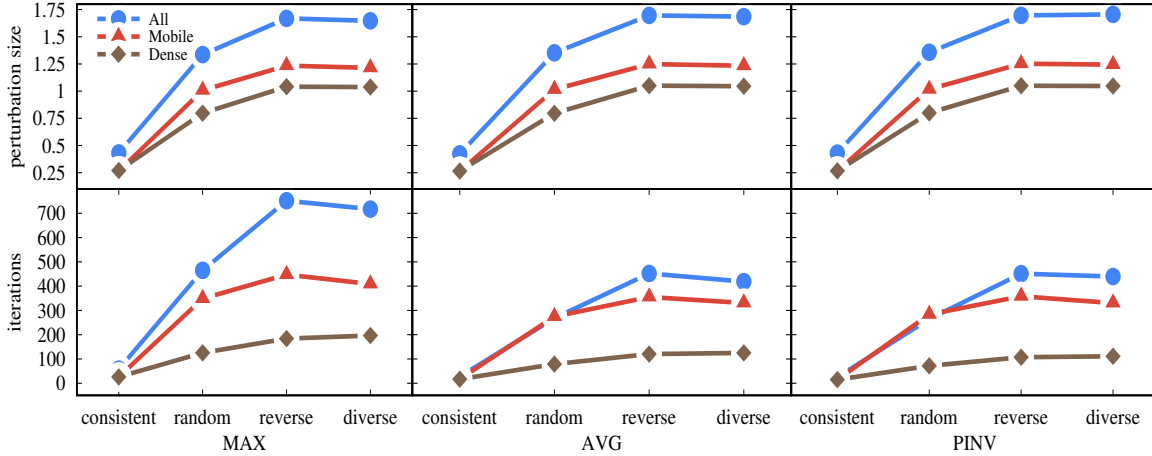 perturbation size
1.75
1.5
1.25
1
0.75
0.5
0.25
All
Mobile
Dense
iterations
700
600
500
400
300
200
100
0
consistent random reverse diverse
consistent random reverse diverse
consistent random reverse diverse
MAX
AVG
PINV